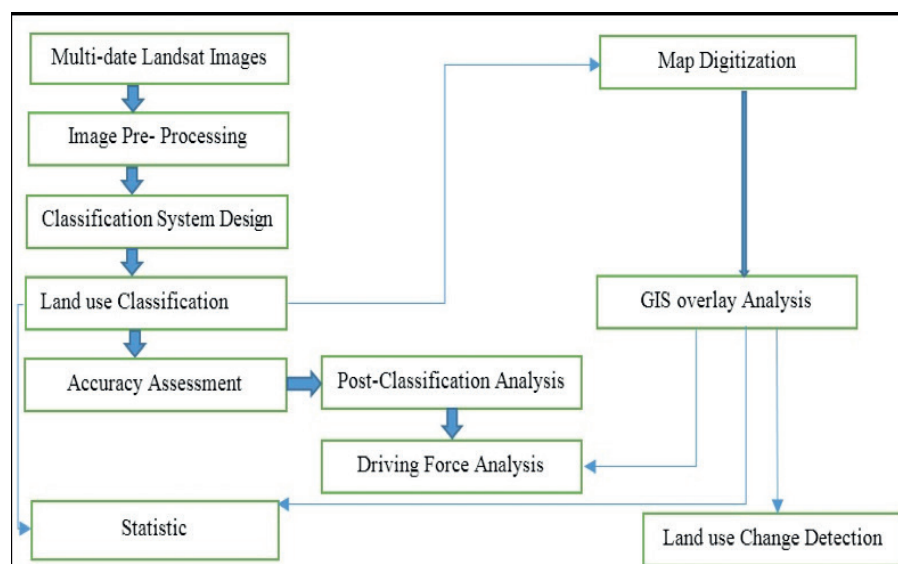 Multi-date Landsat Images
Map Digitization
Image Pre- Processing
Classification System Design
Land use Classification
GIS overlay Analysis
Accuracy Assessment
Post-Classification Analysis
Driving Force Analysis
Statistic
Land use Change Detection